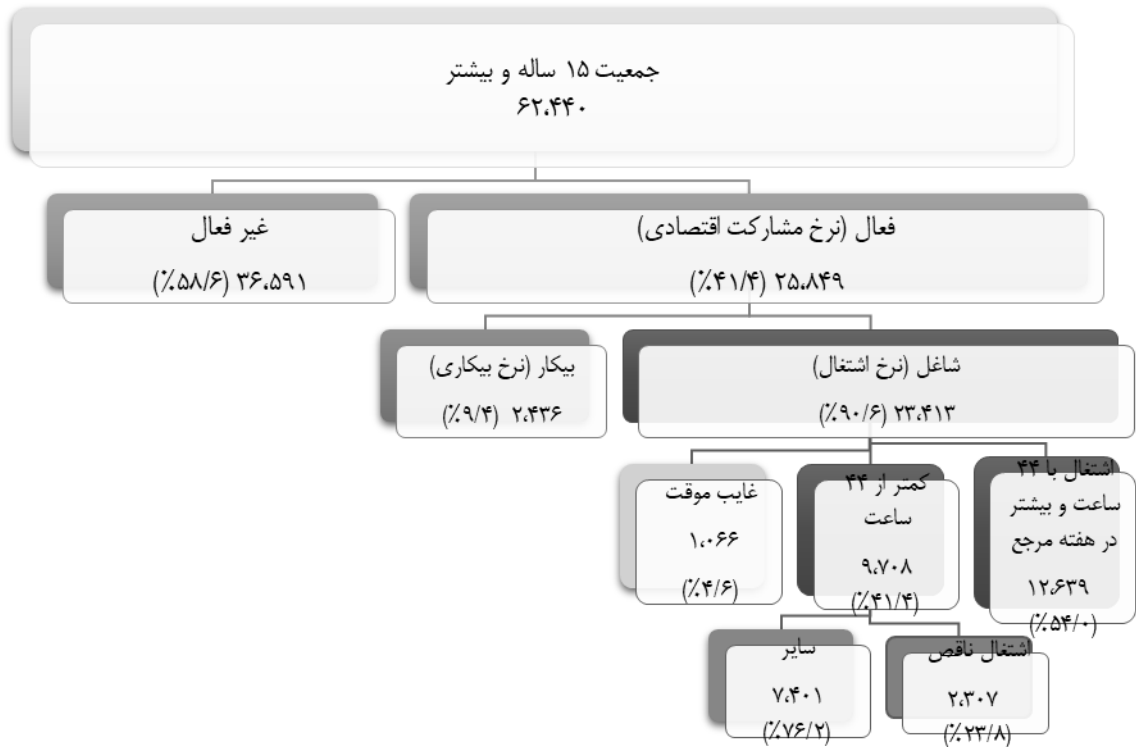 جمعیت ۱۵ ساله و بیشتر
۶۲،۴۴۰
فعال (نرخ مشارکت اقتصادی)
۲۵،۸۴۹ (٪۴۱/۴)
غیر فعال
۳۶،۵۹۱ (٪۵۸/۶)
شاغل (نرخ اشتغال)
۲۳،۴۱۳ (٪۹۰/۶)
بیکار (نرخ بیکاری)
۲،۴۳۶ (٪۹/۴)
اشتغال با ۴۴
ساعت و بیشتر
در هفته مرجع
۱۲،۶۳۹
(٪۵۴/۰)
کمتر از ۴۴
ساعت
۹،۷۰۸
(٪۴۱/۴)
غایب موقت
۱،۰۶۶
(٪۴/۶)
اشتغال ناقص
۲،۳۰۷
(٪۲۳/۸)
سایر
۷،۴۰۱
(٪۷۶/۲)